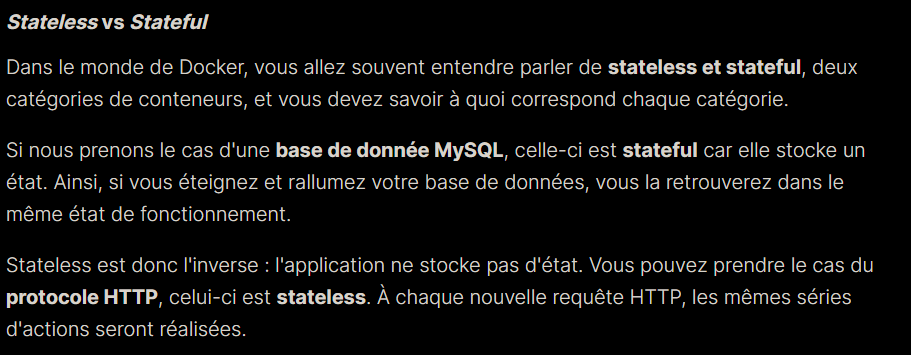 Stateless vs Stateful
Dans le monde de Docker, vous allez souvent entendre parler de stateless et stateful, deux
catégories de conteneurs, et vous devez savoir à quoi correspond chaque catégorie.
Si nous prenons le cas d'une base de donnée MySQL, celle-ci est stateful car elle stocke un
état. Ainsi, si vous éteignez et rallumez votre base de données, vous la retrouverez dans le
même état de fonctionnement.
Stateless est donc l'inverse : l'application ne stocke pas d'état. Vous pouvez prendre le cas du
protocole HTTP, celui-ci est stateless. À chaque nouvelle requête HTTP, les mêmes séries
d'actions seront réalisées.